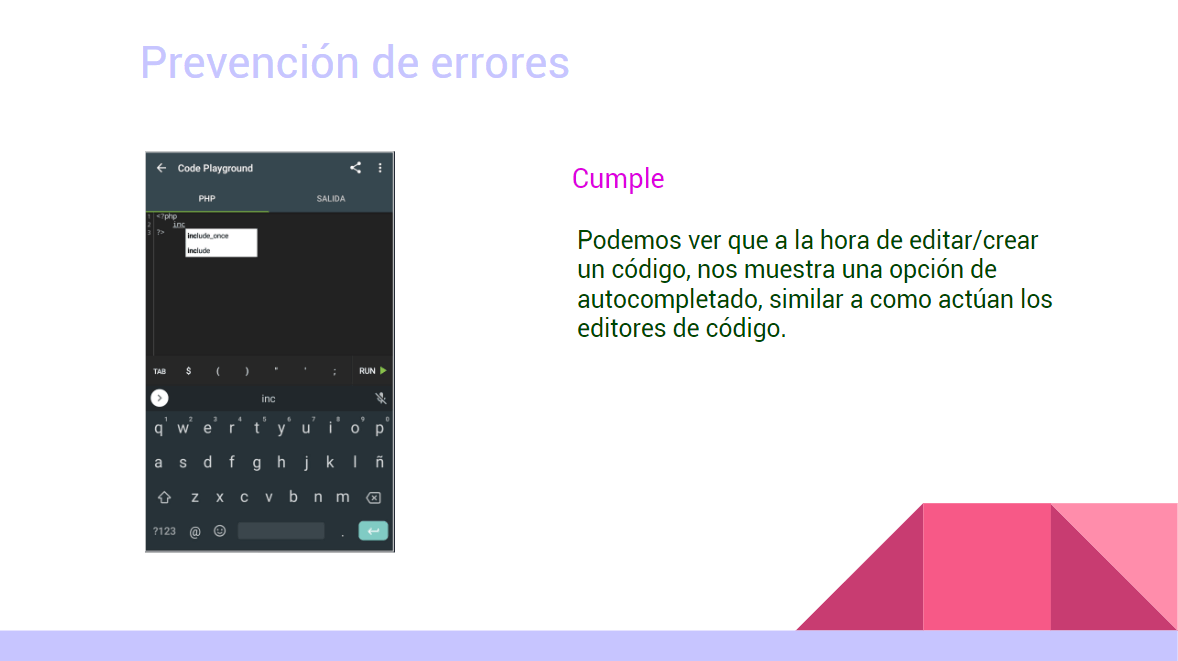 Prevención de errores
Code Playground
PHP SALIDA
1 <?php
2 inc
3 ?>
include_once
include
TAB $ ( ) " ' ; RUN
inc
1 2 3 4 5 6 7 8 9 0
q w e r t y u i o p
a s d f g h j k l ñ
z x c v b n m
?123 @ .
Cumple
Podemos ver que a la hora de editar/crear
un código, nos muestra una opción de
autocompletado, similar a como actúan los
editores de código.